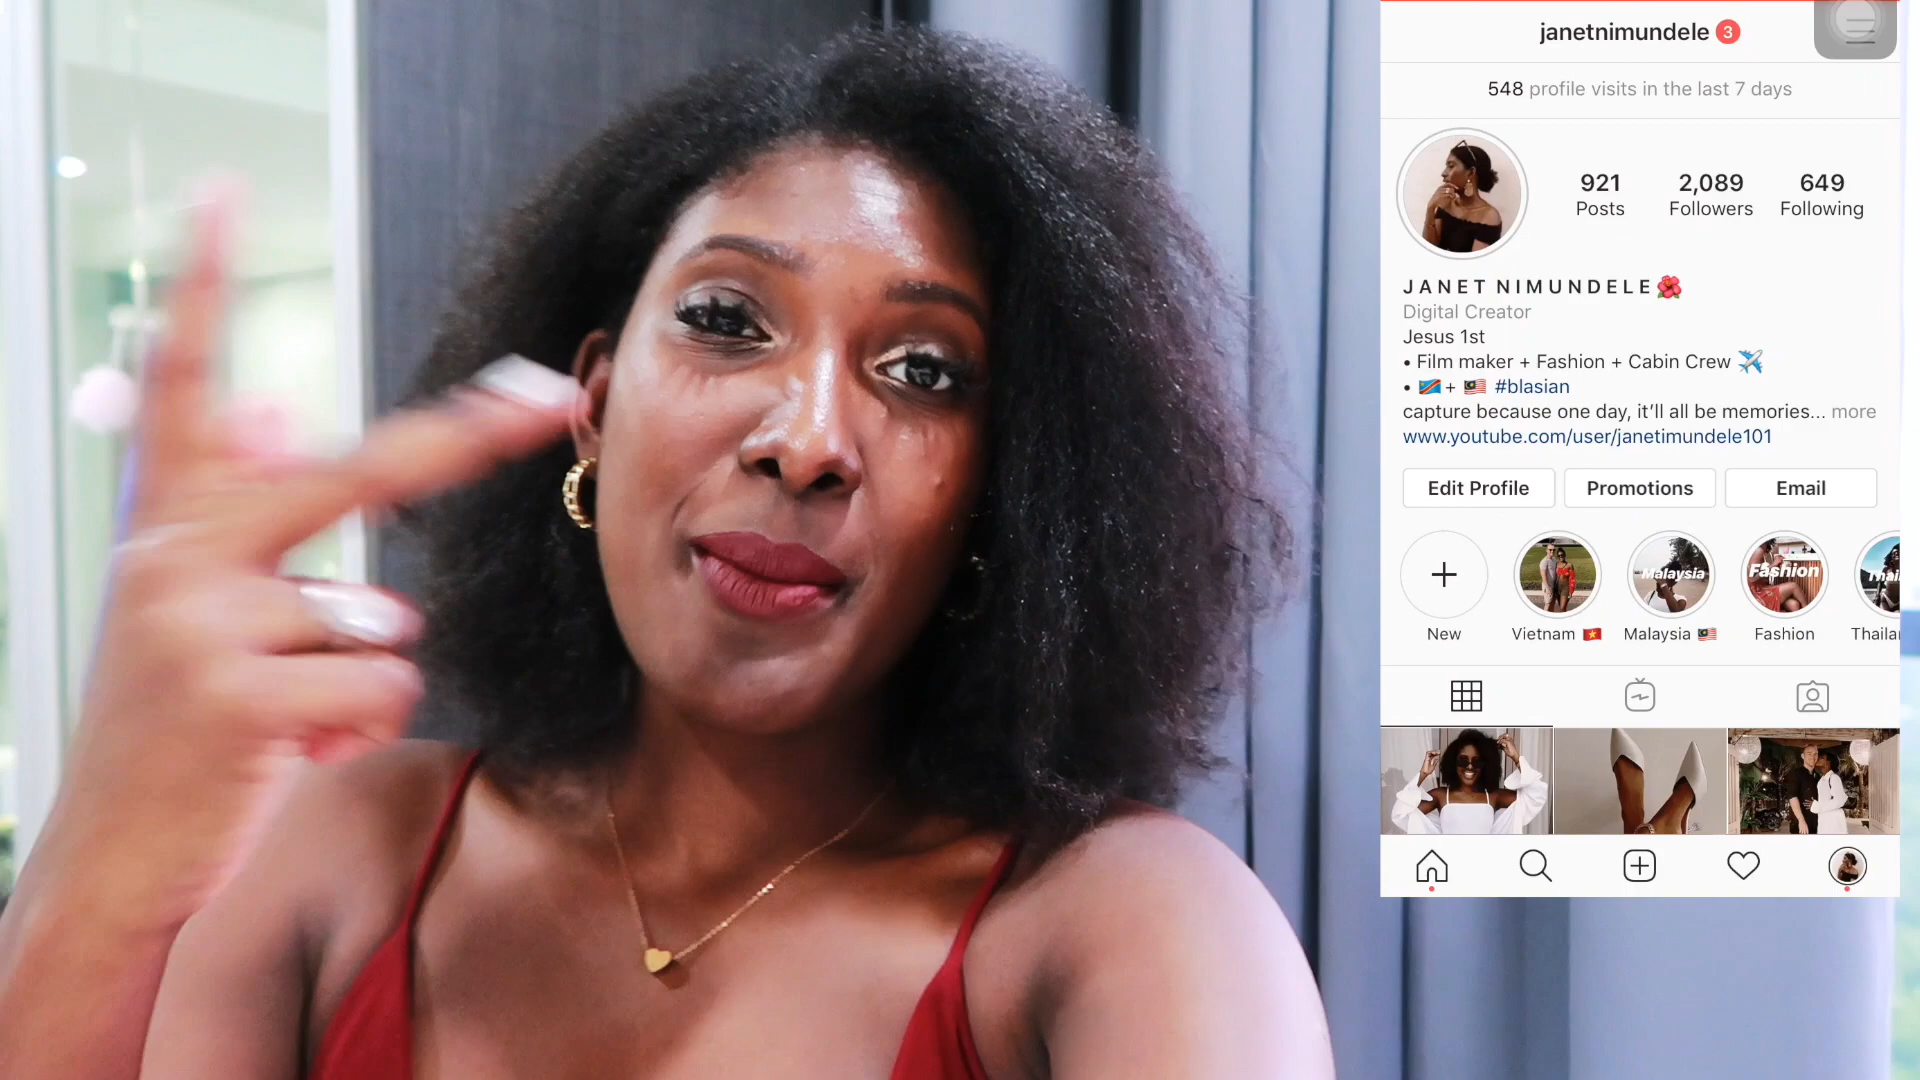 janetnimundele 3
548 profile visits in the last 7 days
921 2,089 649
Posts Followers Following
JANET NIMUNDELE🌺
Digital Creator
Jesus 1st
• Film maker + Fashion + Cabin Crew ✈️
• 🇨🇩 + 🇲🇾 #blasian
capture because one day, it'll all be memories... more
www.youtube.com/user/janetimundele101
Edit Profile Promotions Email
Malaysia Fashion Thai
New Vietnam 🇻🇳 Malaysia 🇲🇾 Fashion Thailan